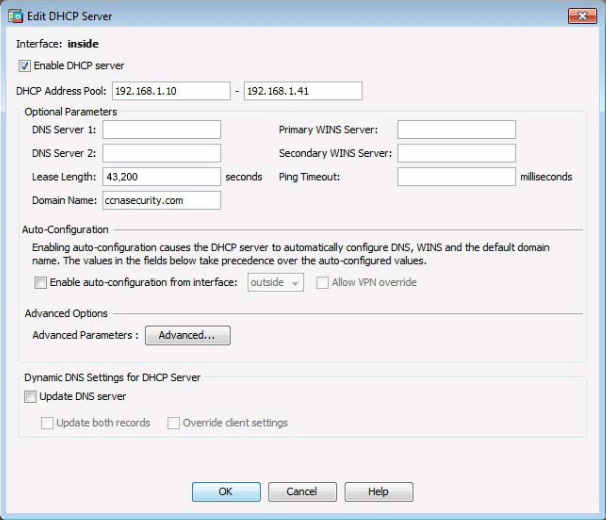 Edit DHCP Server
Interface: inside
Enable DHCP server
DHCP Address Pool: 192.168.1.10 - 192.168.1.41
Optional Parameters
DNS Server 1: Primary WINS Server:
DNS Server 2: Secondary WINS Server:
Lease Length: 43,200 seconds Ping Timeout: milliseconds
Domain Name: ccnasecurity.com
Auto-Configuration
Enabling auto-configuration causes the DHCP server to automatically configure DNS, WINS and the default domain
name. The values in the fields below take precedence over the auto-configured values.
Enable auto-configuration from interface: outside Allow VPN override
Advanced Options
Advanced Parameters : Advanced...
Dynamic DNS Settings for DHCP Server
Update DNS server
Update both records Override client settings
OK Cancel Help